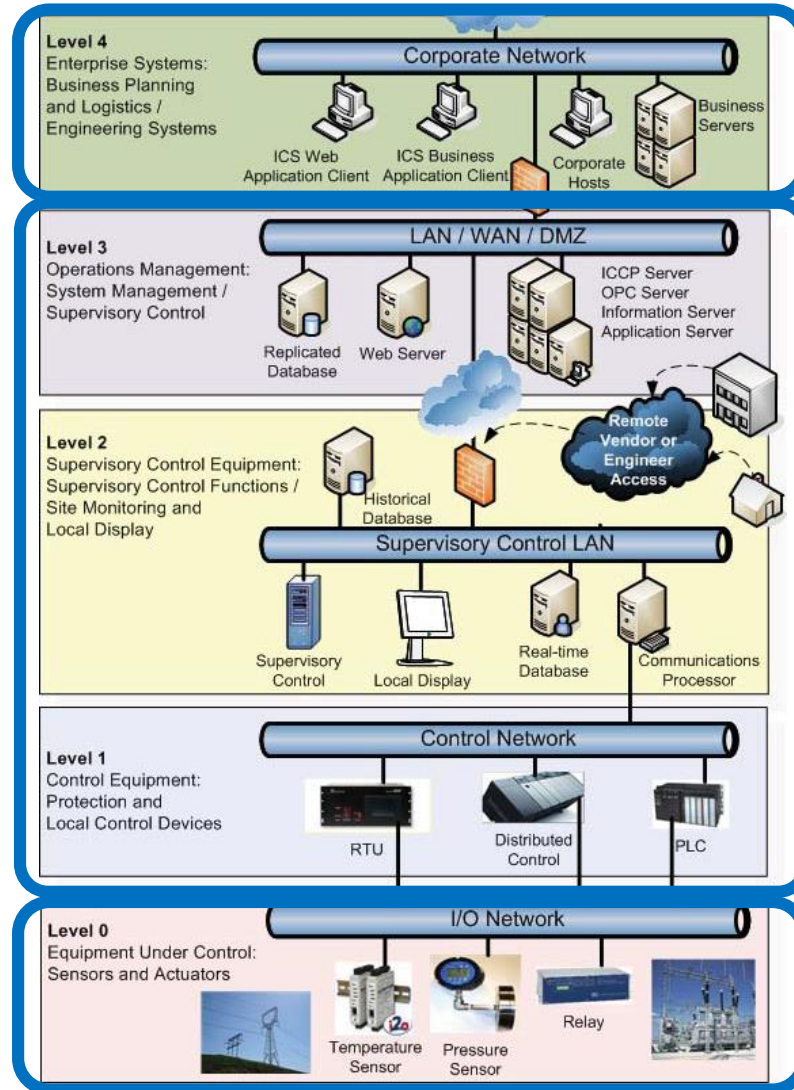 Level 4
Enterprise Systems:
Business Planning
and Logistics /
Engineering Systems
Corporate Network
ICS Web
Application Client
ICS Business
Application Client
Corporate
Hosts
Business
Servers
Level 3
Operations Management:
System Management /
Supervisory Control
LAN / WAN / DMZ
Replicated
Database
Web Server
ICCP Server
OPC Server
Information Server
Application Server
Level 2
Supervisory Control Equipment:
Supervisory Control Functions /
Site Monitoring and
Local Display
Remote
Vendor or
Engineer
Access
Historical
Database
Supervisory Control LAN
Supervisory
Control
Local Display
Real-time
Database
Communications
Processor
Level 1
Control Equipment:
Protection and
Local Control Devices
Control Network
RTU
Distributed
Control
PLC
Level 0
Equipment Under Control:
Sensors and Actuators
I/O Network
i2o
Temperature
Sensor
Pressure
Sensor
Relay